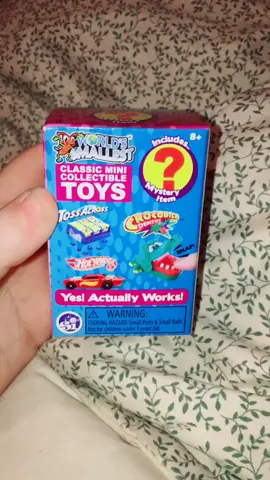 WORLD'S
SMALLEST
CLASSIC MINI
COLLECTIBLE
TOYS
Includes...
?
Mystery
Item
8+
TOSS ACROSS
CROCODILE
DENTIST
Hot Wheels
Yes! Actually Works!
WARNING:
CHOKING HAZARD- Small Parts & Small Balls.
Not for children under 3 years old.